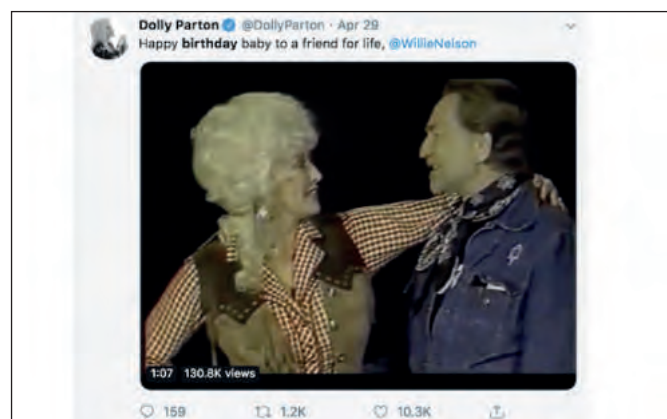 Dolly Parton @DollyParton · Apr 29
Happy birthday baby to a friend for life, @WillieNelson
1:07 130.8K views
159 1.2K 10.3K